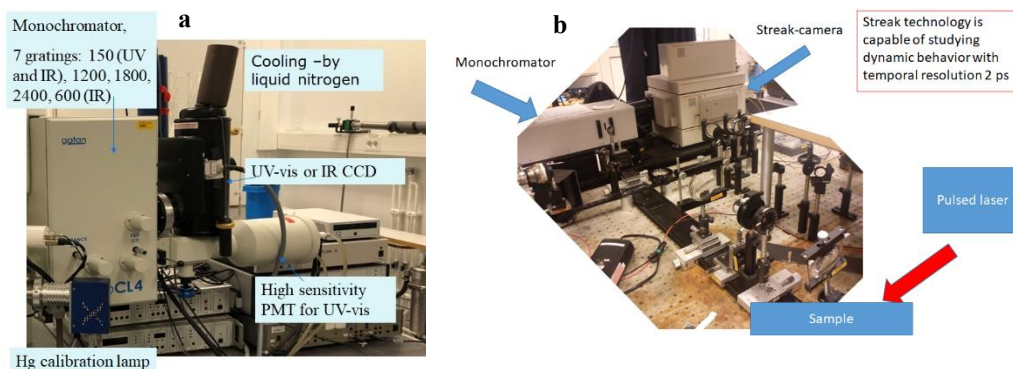 Monochromator,
7 gratings: 150 (UV
and IR), 1200, 1800,
2400, 600 (IR)
a
Cooling –by
liquid nitrogen
gatan
UV-vis or IR CCD
High sensitivity
PMT for UV-vis
CL4
Hg calibration lamp
b
Streak-camera
Monochromator
Streak technology is
capable of studying
dynamic behavior with
temporal resolution 2 ps
Pulsed laser
Sample